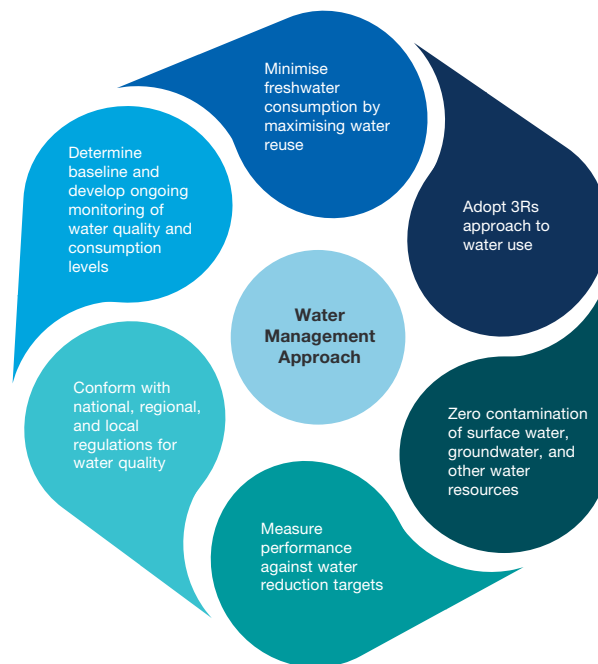 Minimise
freshwater
consumption by
maximising water
reuse
Adopt 3Rs
approach to
water use
Zero contamination
of surface water,
groundwater, and
other water
resources
Measure
performance
against water
reduction targets
Conform with
national, regional,
and local
regulations for
water quality
Determine
baseline and
develop ongoing
monitoring of
water quality and
consumption
levels
Water
Management
Approach